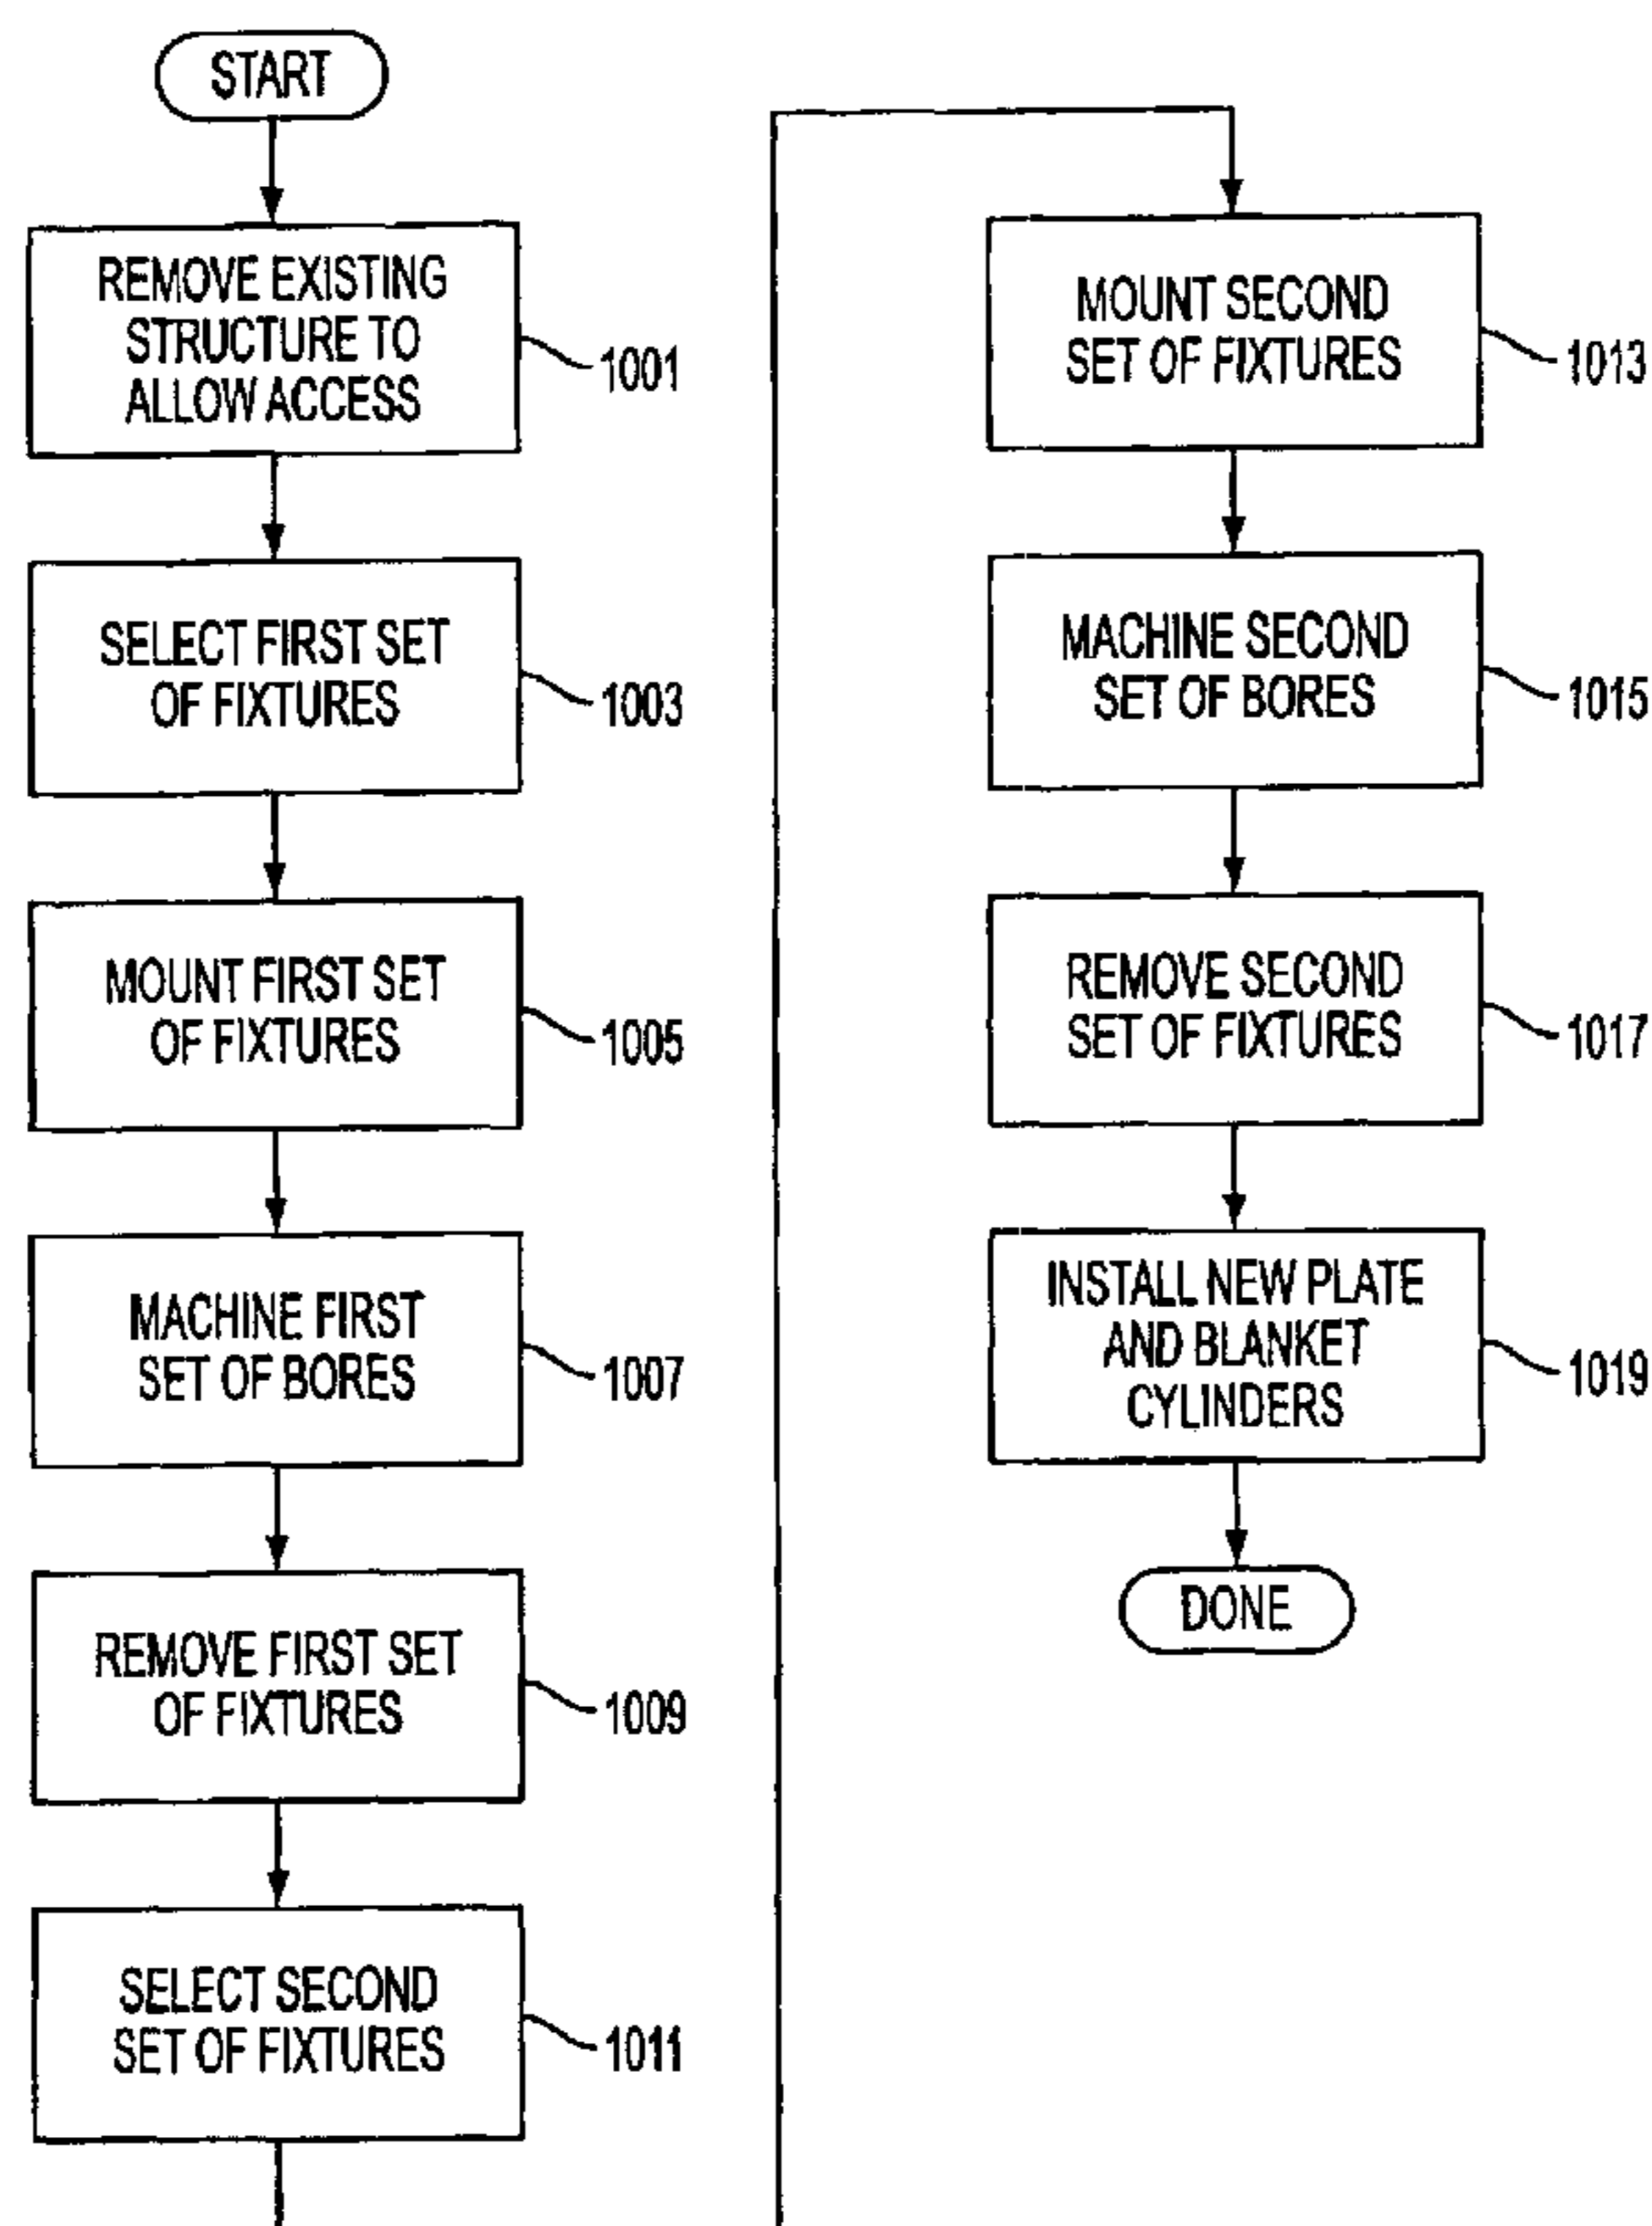 START
REMOVE EXISTING
STRUCTURE TO
ALLOW ACCESS
1001
SELECT FIRST SET
OF FIXTURES
1003
MOUNT FIRST SET
OF FIXTURES
1005
MACHINE FIRST
SET OF BORES
1007
REMOVE FIRST SET
OF FIXTURES
1009
SELECT SECOND
SET OF FIXTURES
1011
MOUNT SECOND
SET OF FIXTURES
1013
MACHINE SECOND
SET OF BORES
1015
REMOVE SECOND
SET OF FIXTURES
1017
INSTALL NEW PLATE
AND BLANKET
CYLINDERS
1019
DONE